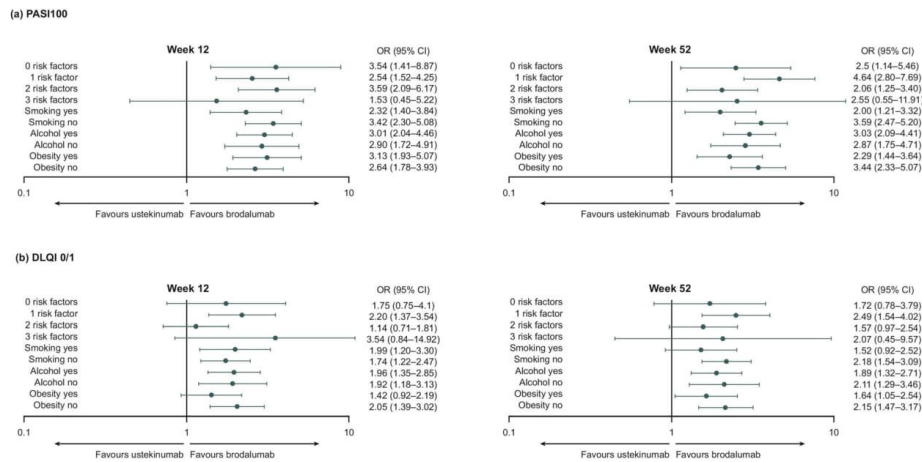 (a) PASI100
Week 12
OR (95% CI)
0 risk factors 3.54 (1.41–8.87)
1 risk factor 2.54 (1.52–4.25)
2 risk factors 3.59 (2.09–6.17)
3 risk factors 1.53 (0.45–5.22)
Smoking yes 2.32 (1.40–3.84)
Smoking no 3.42 (2.30–5.08)
Alcohol yes 3.01 (2.04–4.46)
Alcohol no 2.90 (1.72–4.91)
Obesity yes 3.13 (1.93–5.07)
Obesity no 2.64 (1.78–3.93)
0.1 1 10
Favours ustekinumab Favours brodalumab
Week 52
OR (95% CI)
0 risk factors 2.5 (1.14–5.46)
1 risk factor 4.64 (2.80–7.69)
2 risk factors 2.06 (1.25–3.40)
3 risk factors 2.55 (0.55–11.91)
Smoking yes 2.00 (1.21–3.32)
Smoking no 3.59 (2.47–5.20)
Alcohol yes 3.03 (2.09–4.41)
Alcohol no 2.87 (1.75–4.71)
Obesity yes 2.29 (1.44–3.64)
Obesity no 3.44 (2.33–5.07)
0.1 1 10
Favours ustekinumab Favours brodalumab
(b) DLQI 0/1
Week 12
OR (95% CI)
0 risk factors 1.75 (0.75–4.1)
1 risk factor 2.20 (1.37–3.54)
2 risk factors 1.14 (0.71–1.81)
3 risk factors 3.54 (0.84–14.92)
Smoking yes 1.99 (1.20–3.30)
Smoking no 1.74 (1.22–2.47)
Alcohol yes 1.96 (1.35–2.85)
Alcohol no 1.92 (1.18–3.13)
Obesity yes 1.42 (0.92–2.19)
Obesity no 2.05 (1.39–3.02)
0.1 1 10
Favours ustekinumab Favours brodalumab
Week 52
OR (95% CI)
0 risk factors 1.72 (0.78–3.79)
1 risk factor 2.49 (1.54–4.02)
2 risk factors 1.57 (0.97–2.54)
3 risk factors 2.07 (0.45–9.57)
Smoking yes 1.52 (0.92–2.52)
Smoking no 2.18 (1.54–3.09)
Alcohol yes 1.89 (1.32–2.71)
Alcohol no 2.11 (1.29–3.46)
Obesity yes 1.64 (1.05–2.54)
Obesity no 2.15 (1.47–3.17)
0.1 1 10
Favours ustekinumab Favours brodalumab